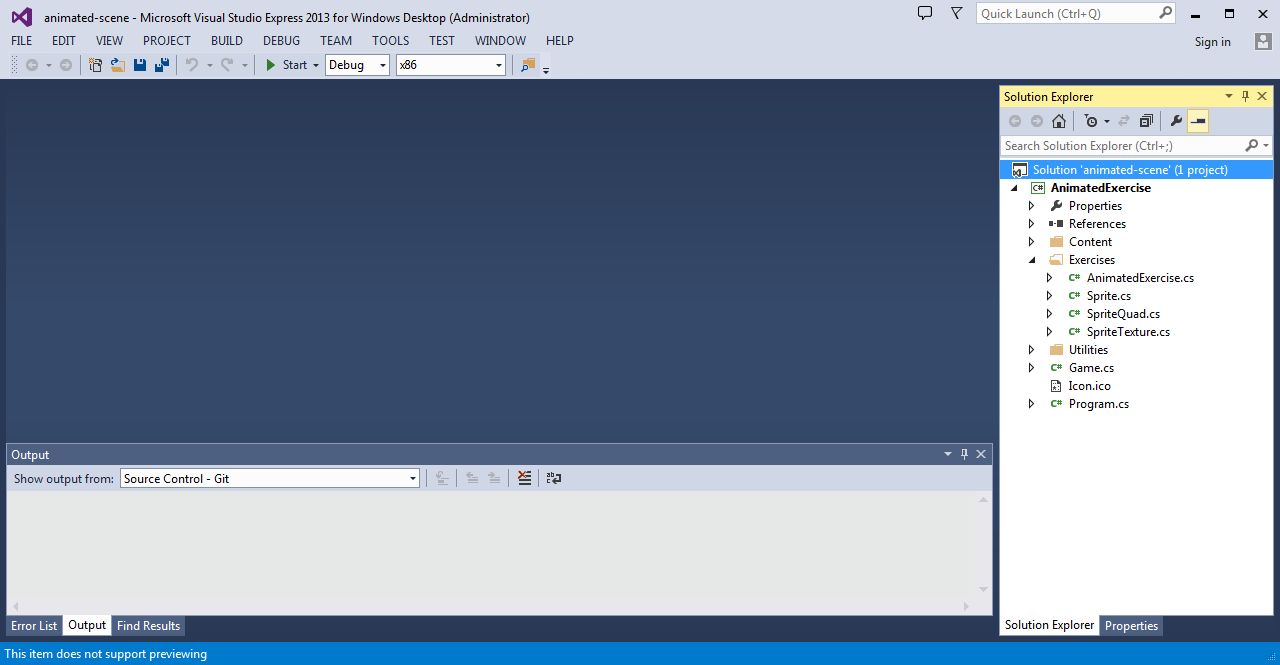 animated-scene - Microsoft Visual Studio Express 2013 for Windows Desktop (Administrator)
Quick Launch (Ctrl+Q)
FILE EDIT VIEW PROJECT BUILD DEBUG TEAM TOOLS TEST WINDOW HELP
Sign in
Start Debug x86
Solution Explorer
Search Solution Explorer (Ctrl+;)
Solution 'animated-scene' (1 project)
C# AnimatedExercise
Properties
References
Content
Exercises
C# AnimatedExercise.cs
C# Sprite.cs
C# SpriteQuad.cs
C# SpriteTexture.cs
Utilities
C# Game.cs
Icon.ico
C# Program.cs
Output
Show output from: Source Control - Git
Error List Output Find Results
Solution Explorer Properties
This item does not support previewing